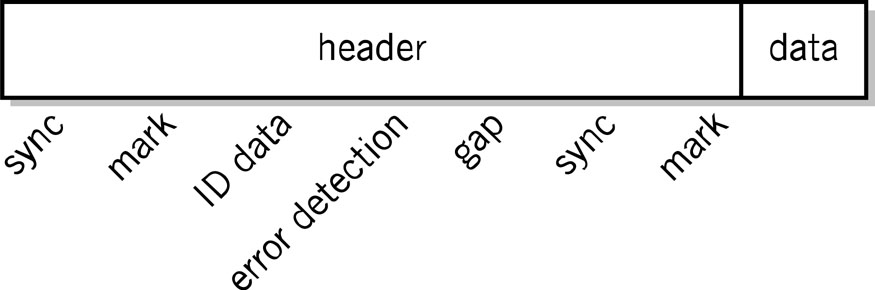 header
data
sync
mark
ID data
error detection
gap
sync
mark